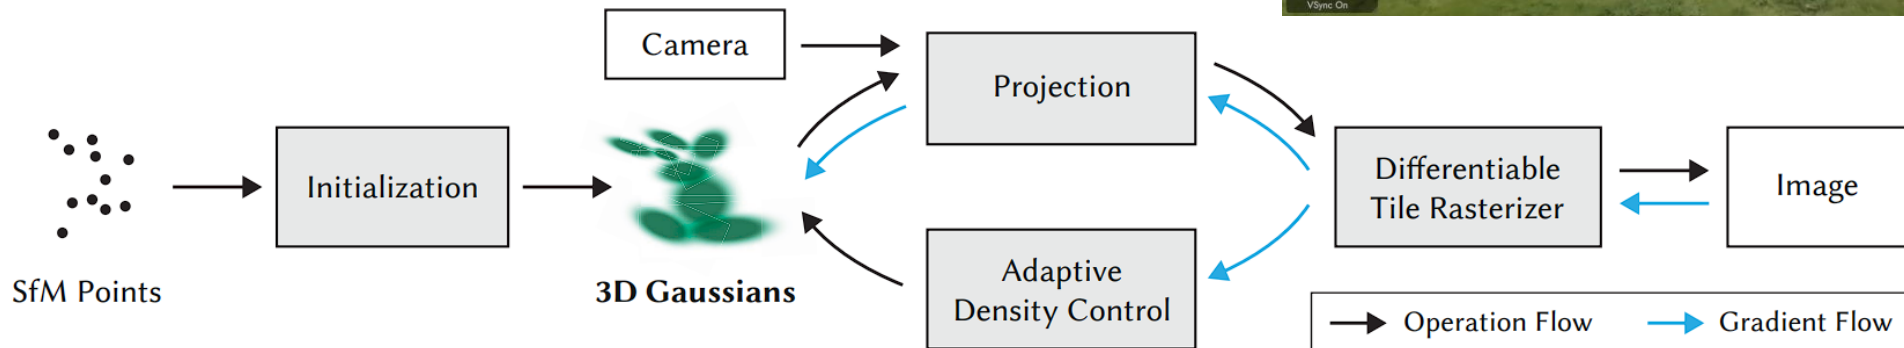 VSync On
Camera
Projection
Initialization
Differentiable
Tile Rasterizer
Image
SfM Points
3D Gaussians
Adaptive
Density Control
Operation Flow
Gradient Flow